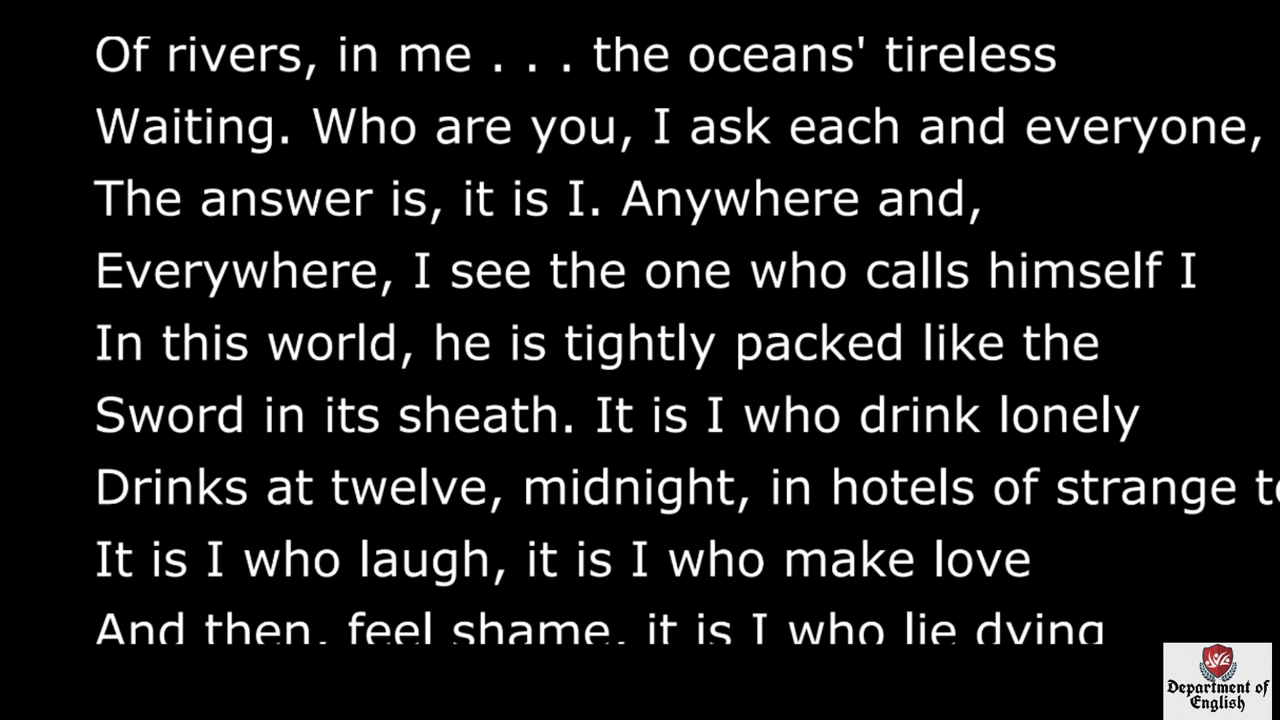 Of rivers, in me . . . the oceans' tireless
Waiting. Who are you, I ask each and everyone,
The answer is, it is I. Anywhere and,
Everywhere, I see the one who calls himself I
In this world, he is tightly packed like the
Sword in its sheath. It is I who drink lonely
Drinks at twelve, midnight, in hotels of strange
It is I who laugh, it is I who make love
And then, feel shame, it is I who lie dying
Department of
English